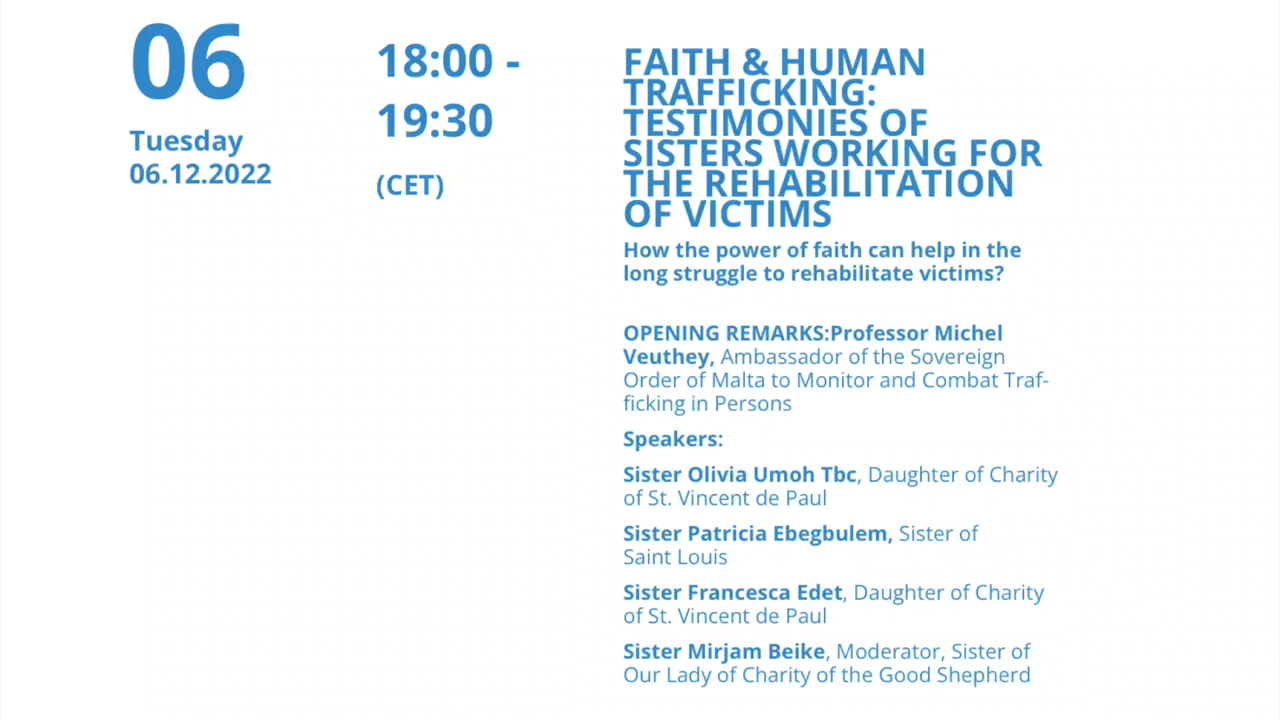 06
Tuesday
06.12.2022
18:00 -
19:30
(CET)
FAITH & HUMAN
TRAFFICKING:
TESTIMONIES OF
SISTERS WORKING FOR
THE REHABILITATION
OF VICTIMS
How the power of faith can help in the
long struggle to rehabilitate victims?
OPENING REMARKS:Professor Michel
Veuthey, Ambassador of the Sovereign
Order of Malta to Monitor and Combat Traf-
ficking in Persons
Speakers:
Sister Olivia Umoh Tbc, Daughter of Charity
of St. Vincent de Paul
Sister Patricia Ebegbulem, Sister of
Saint Louis
Sister Francesca Edet, Daughter of Charity
of St. Vincent de Paul
Sister Mirjam Beike, Moderator, Sister of
Our Lady of Charity of the Good Shepherd